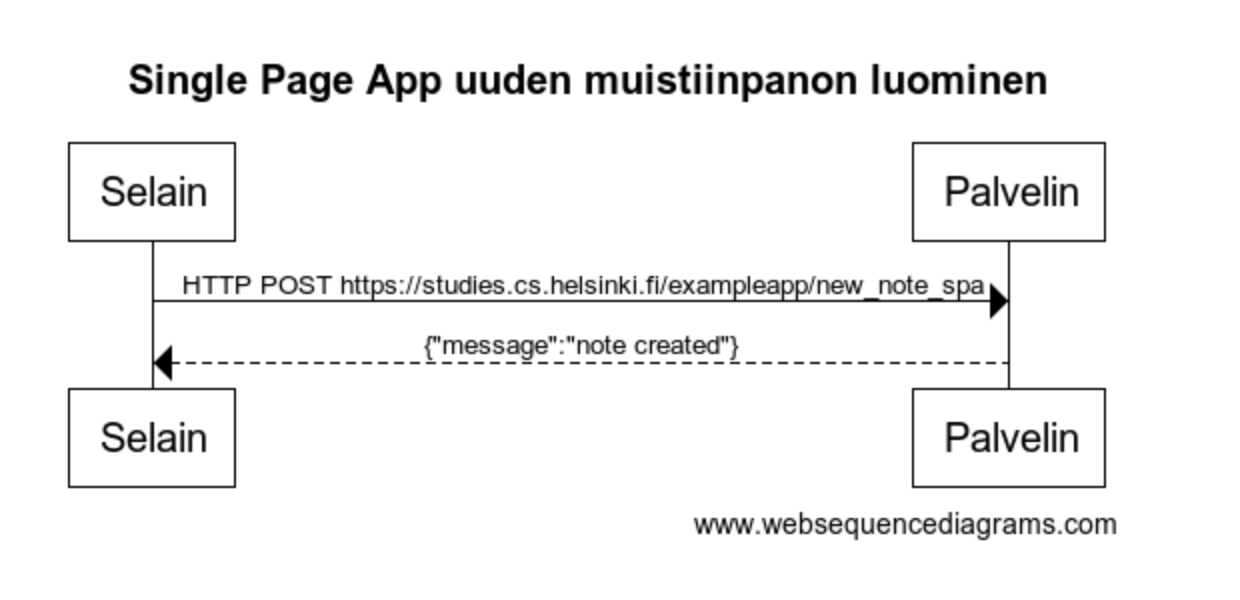 Single Page App uuden muistiinpanon luominen
Selain
Palvelin
HTTP POST https://studies.cs.helsinki.fi/exampleapp/new_note_spa
{"message":"note created"}
Selain
Palvelin
www.websequencediagrams.com